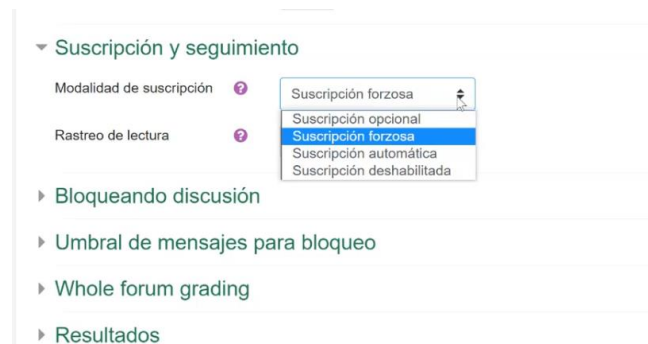 Suscripción y seguimiento
Modalidad de suscripción
Suscripción forzosa
Suscripción opcional
Suscripción forzosa
Suscripción automática
Suscripción deshabilitada
Rastreo de lectura
Bloqueando discusión
Umbral de mensajes para bloqueo
Whole forum grading
Resultados